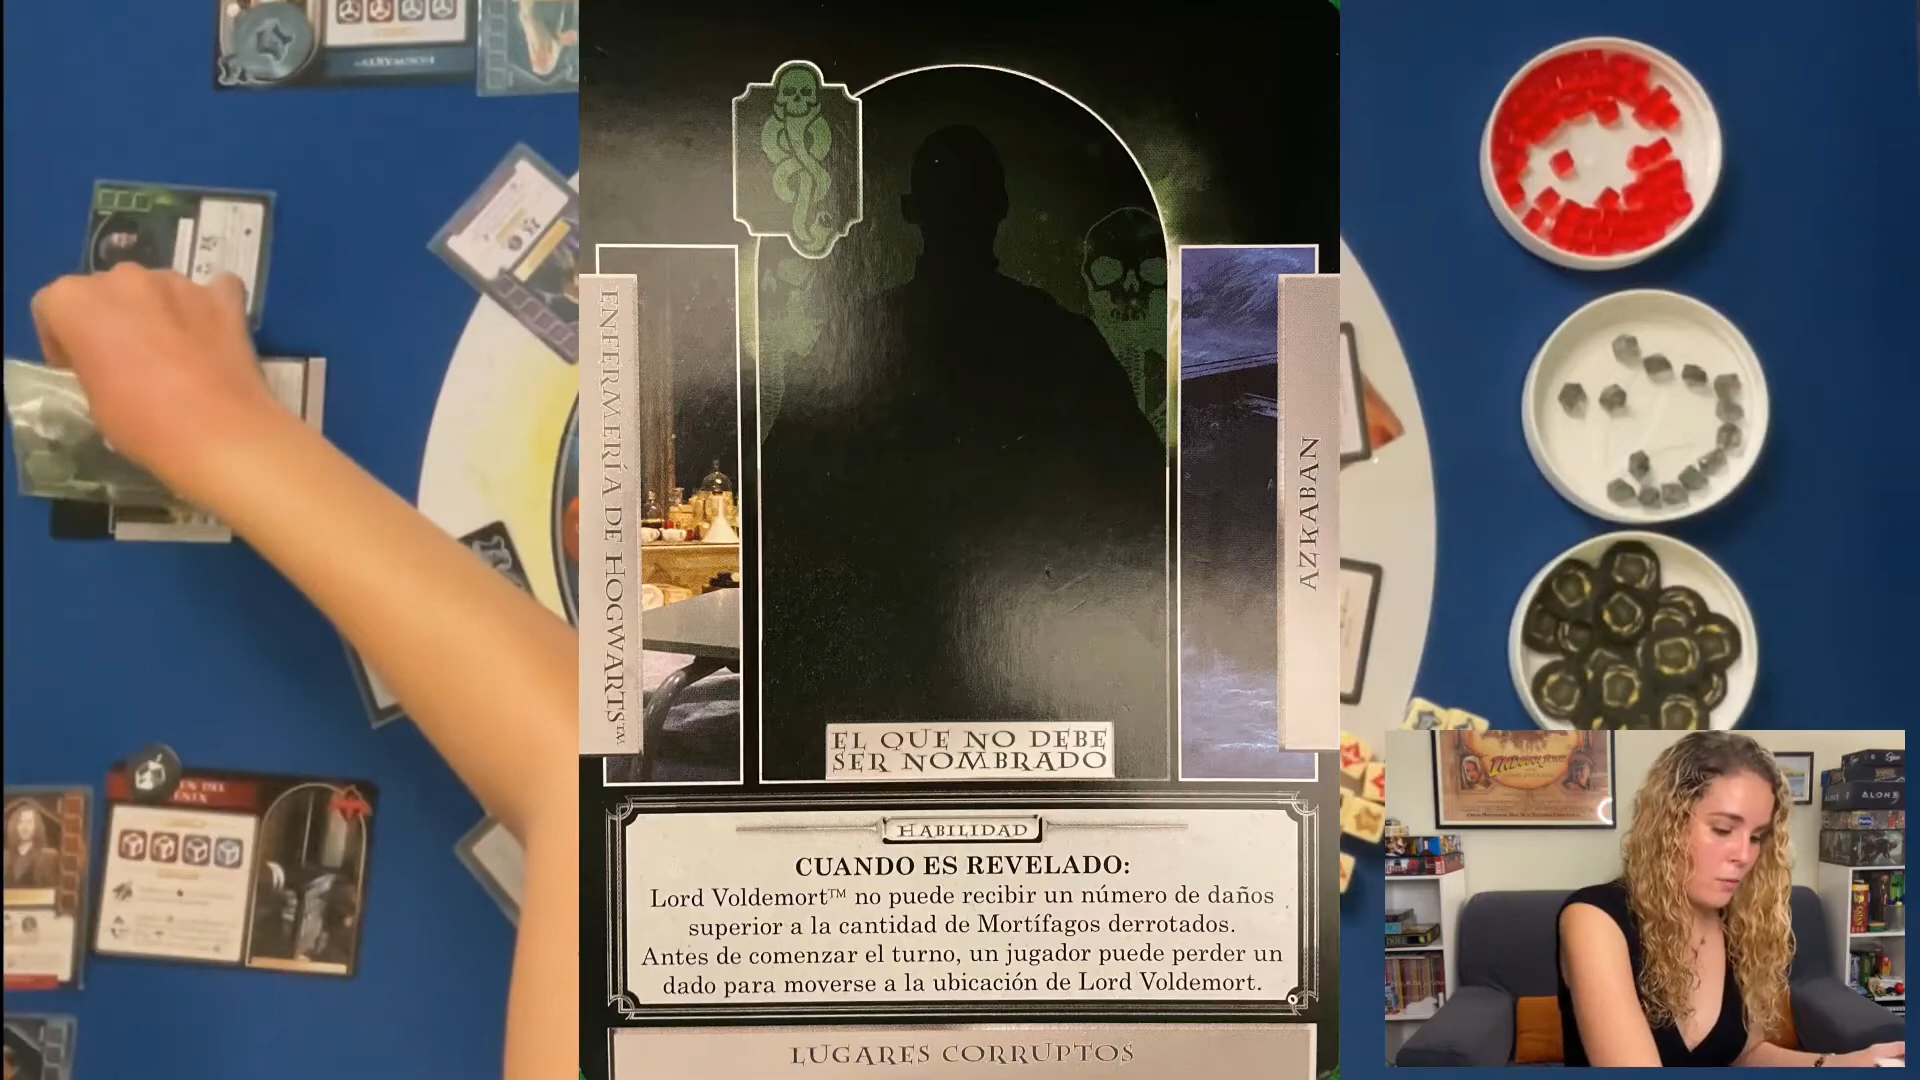 ENFERMERÍA DE HOGWARTS™
AZKABAN
EL QUE NO DEBE
SER NOMBRADO
HABILIDAD
CUANDO ES REVELADO:
Lord Voldemort™ no puede recibir un número de daños
superior a la cantidad de Mortífagos derrotados.
Antes de comenzar el turno, un jugador puede perder un
dado para moverse a la ubicación de Lord Voldemort.
LUGARES CORRUPTOS
ALONE